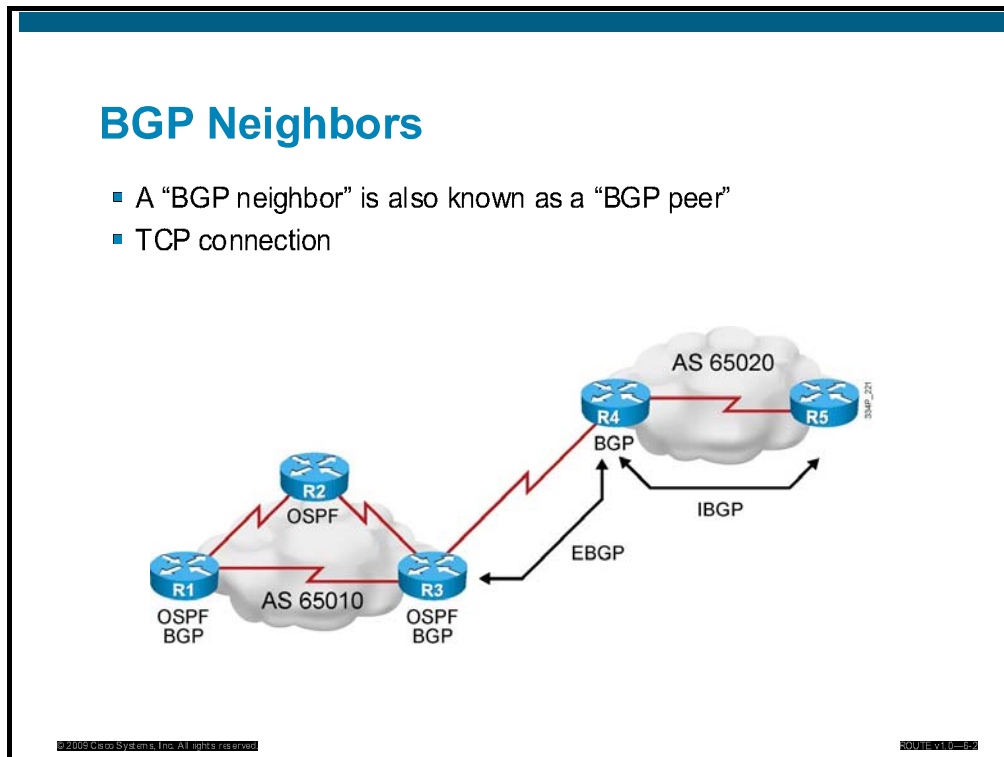 BGP Neighbors
A “BGP neighbor” is also known as a “BGP peer”
TCP connection
AS 65020
R4
R5
334P_221
BGP
IBGP
R2
OSPF
EBGP
R1
AS 65010
R3
OSPF
BGP
OSPF
BGP
© 2009 Cisco Systems, Inc. All rights reserved.
ROUTE v1.0—6-2